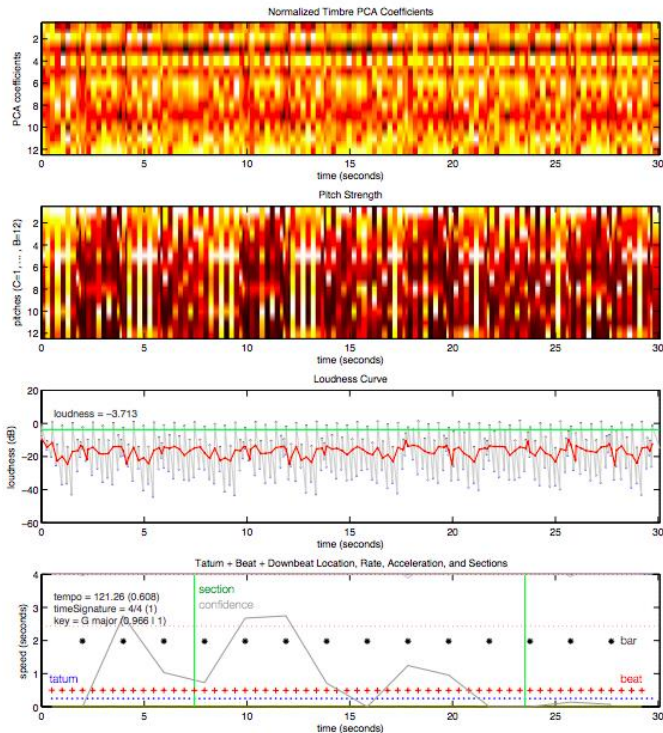 Normalized Timbre PCA Coefficients
PCA coefficients
2
4
6
8
10
12
0 5 10 15 20 25 30
time (seconds)
Pitch Strength
pitches (C=1, ... , B=12)
2
4
6
8
10
12
0 5 10 15 20 25 30
time (seconds)
Loudness Curve
loudness (dB)
20
0
−20
−40
−60
loudness = −3.713
0 5 10 15 20 25 30
time (seconds)
Tatum + Beat + Downbeat Location, Rate, Acceleration, and Sections
speed (seconds)
4
3
2
1
0
tempo = 121.26 (0.608)
timeSignature = 4/4 (1)
key = G major (0.966 | 1)
section
confidence
bar
tatum
beat
0 5 10 15 20 25 30
time (seconds)